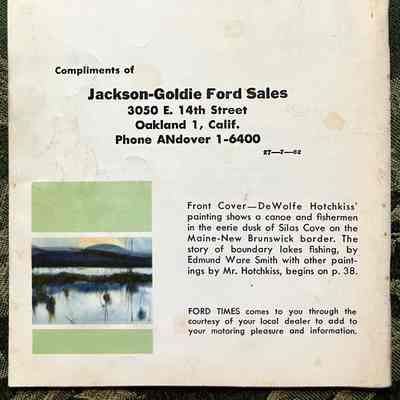 Compliments of
Jackson-Goldie Ford Sales
3050 E. 14th Street
Oakland 1, Calif.
Phone ANdover 1-6400
27—7—62
Front Cover—DeWolfe Hotchkiss'
painting shows a canoe and fishermen
in the eerie dusk of Silas Cove on the
Maine-New Brunswick border. The
story of boundary lakes fishing, by
Edmund Ware Smith with other paint-
ings by Mr. Hotchkiss, begins on p. 38.
FORD TIMES comes to you through the
courtesy of your local dealer to add to
your motoring pleasure and information.